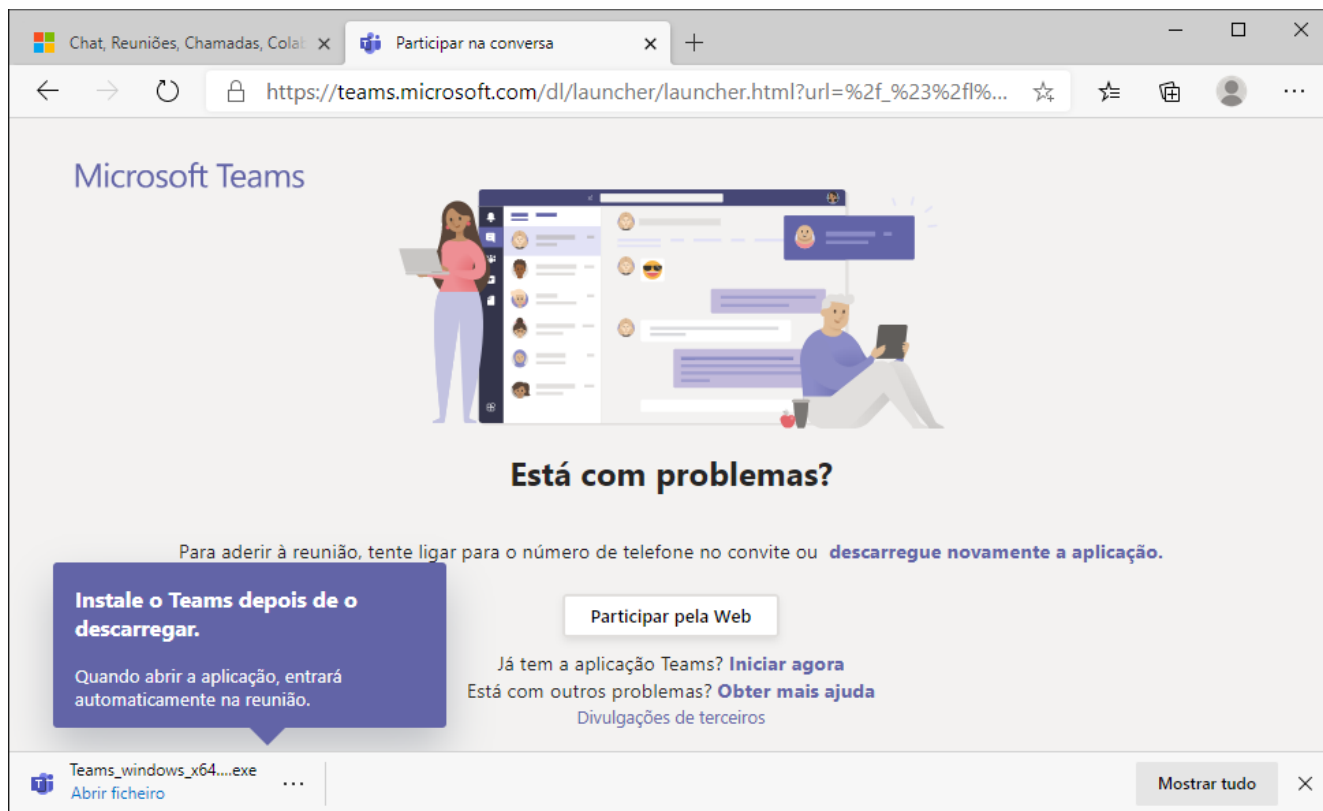 Chat, Reuniões, Chamadas, Colab
Participar na conversa
https://teams.microsoft.com/dl/launcher/launcher.html?url=%2f_%23%2fl%...
Microsoft Teams
Está com problemas?
Para aderir à reunião, tente ligar para o número de telefone no convite ou descarregue novamente a aplicação.
Instale o Teams depois de o
descarregar.
Quando abrir a aplicação, entrará
automaticamente na reunião.
Participar pela Web
Já tem a aplicação Teams? Iniciar agora
Está com outros problemas? Obter mais ajuda
Divulgações de terceiros
Teams_windows_x64....exe
Abrir ficheiro
Mostrar tudo